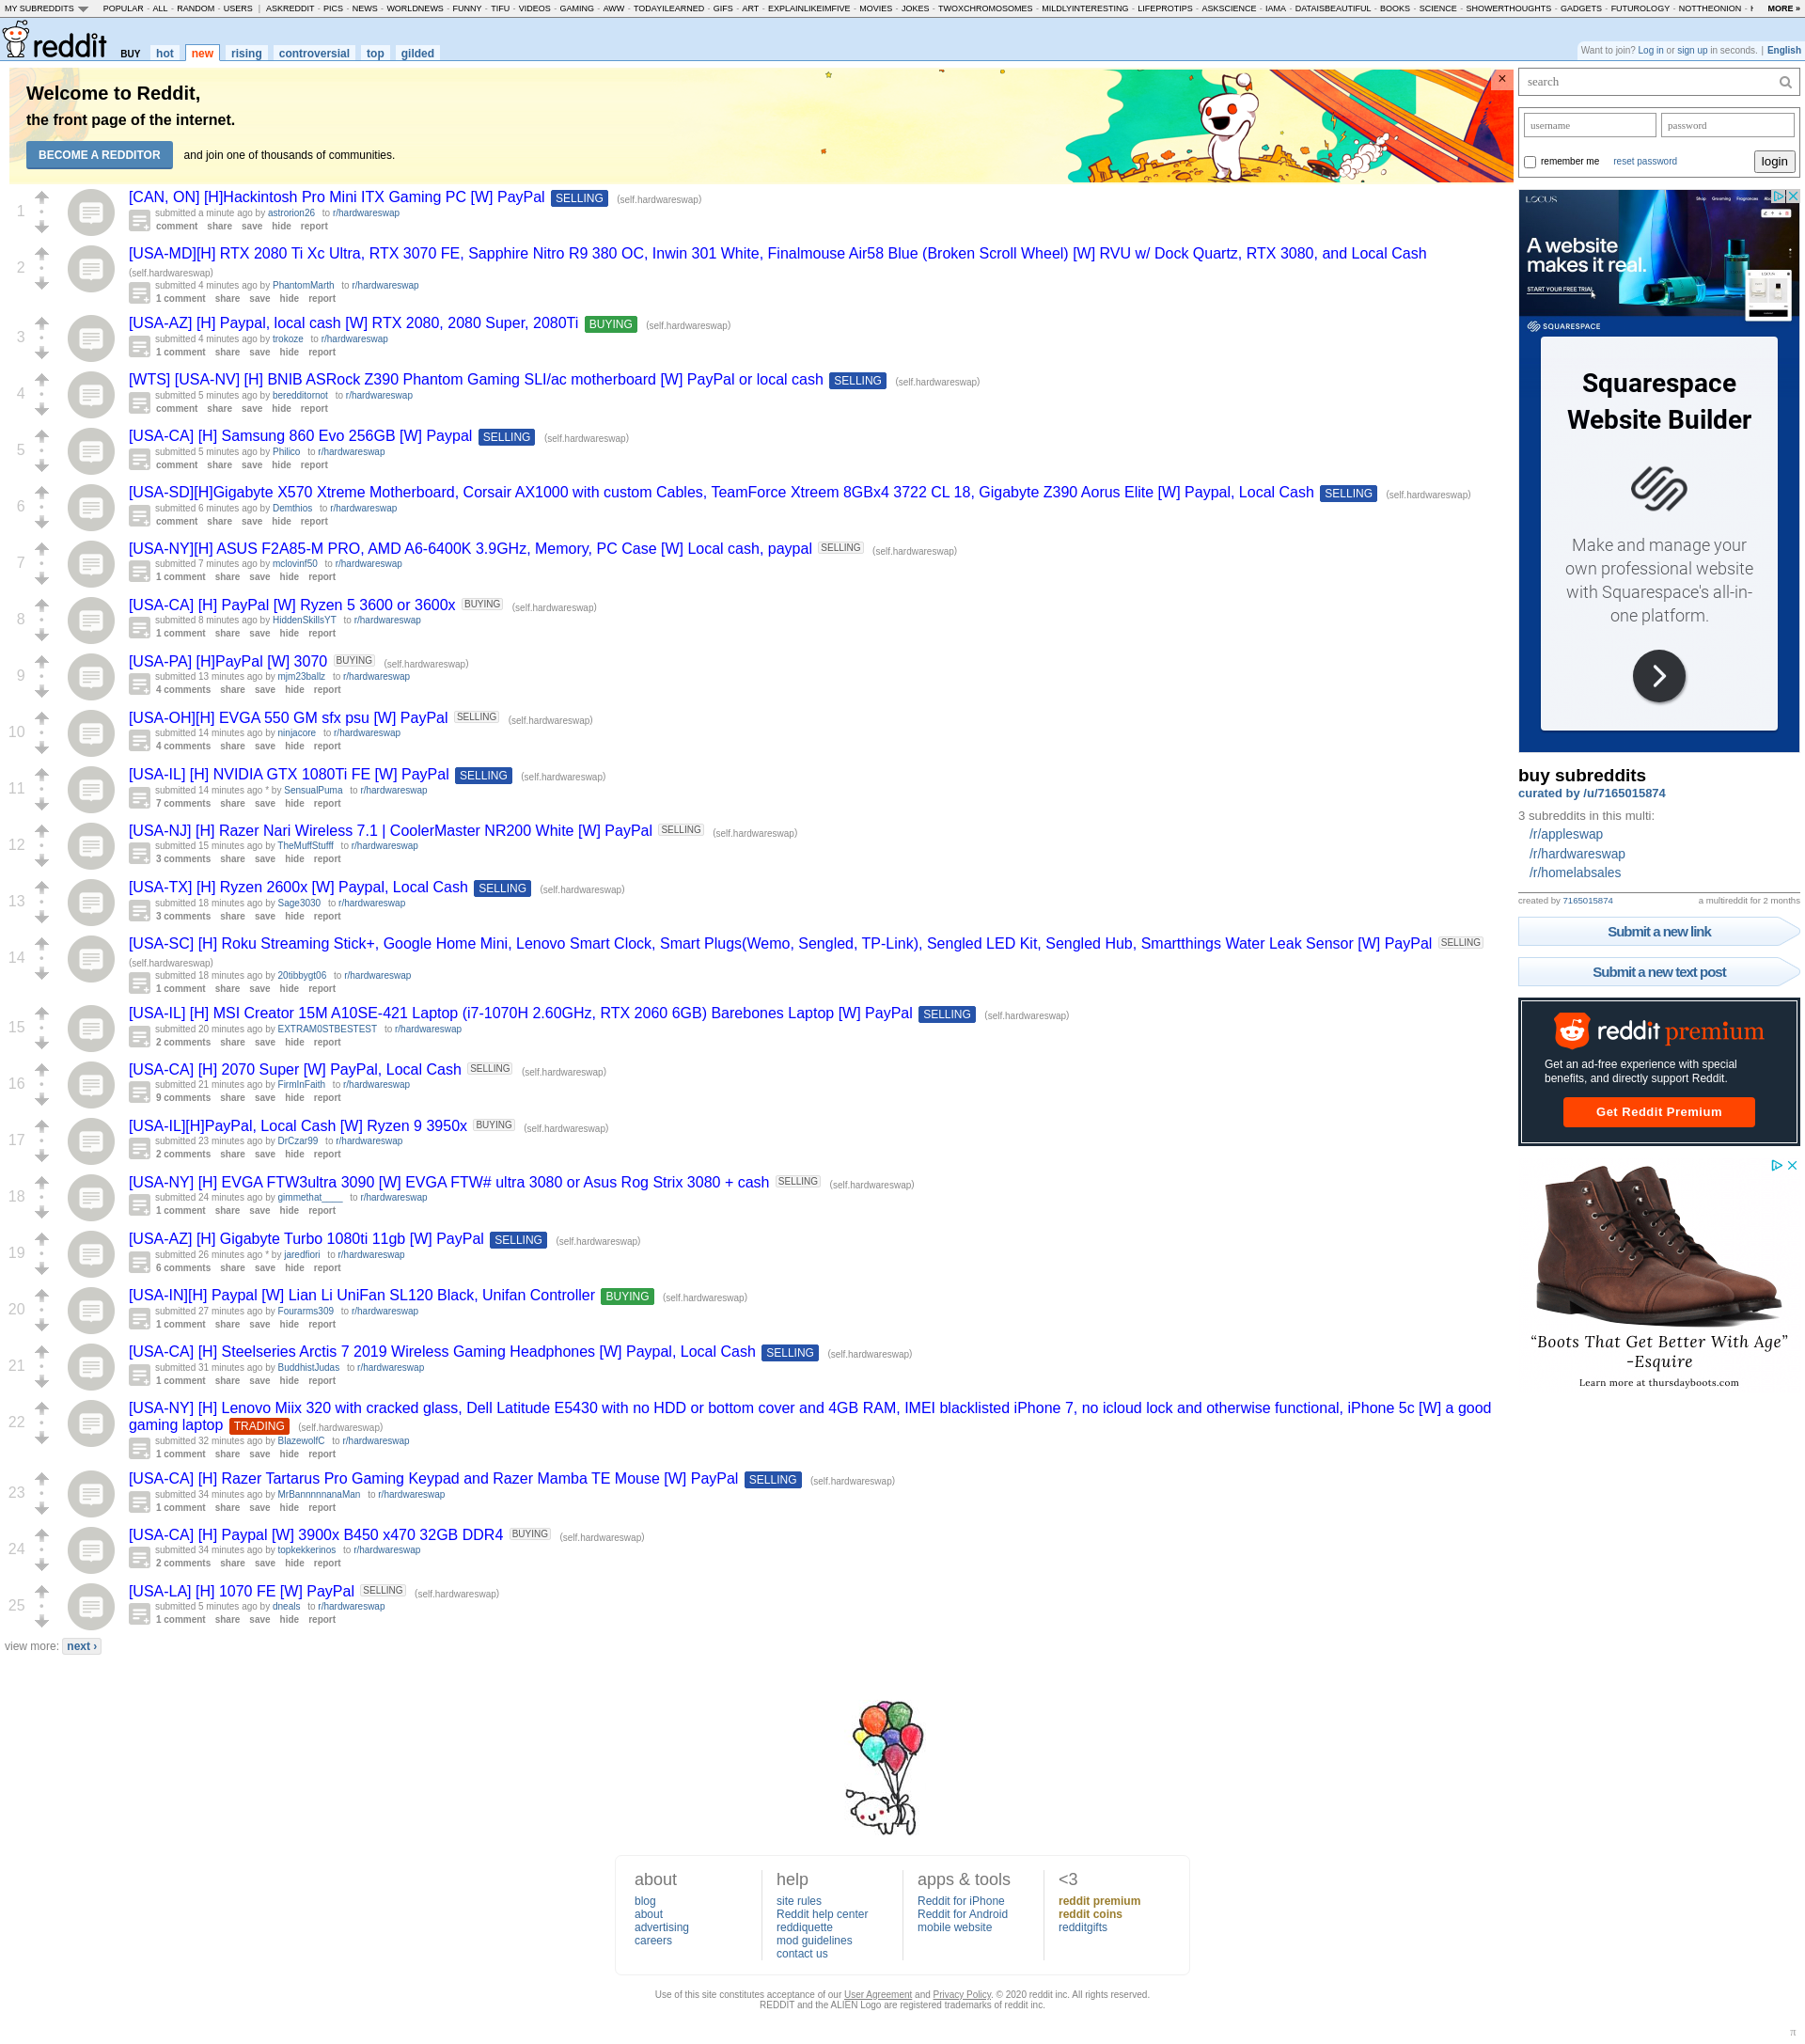 MY SUBREDDITS POPULAR - ALL - RANDOM - USERS | ASKREDDIT - PICS - NEWS - WORLDNEWS - FUNNY - TIFU - VIDEOS - GAMING - AWW - TODAYILEARNED - GIFS - ART - EXPLAINLIKEIMFIVE - MOVIES - JOKES - TWOXCHROMOSOMES - MILDLYINTERESTING - LIFEPROTIPS - ASKSCIENCE - IAMA - DATAISBEAUTIFUL - BOOKS - SCIENCE - SHOWERTHOUGHTS - GADGETS - FUTUROLOGY - NOTTHEONION - MORE »
reddit BUY hot new rising controversial top gilded
Want to join? Log in or sign up in seconds. | English
Welcome to Reddit,
the front page of the internet.
BECOME A REDDITOR and join one of thousands of communities.
×
1
[CAN, ON] [H]Hackintosh Pro Mini ITX Gaming PC [W] PayPal SELLING (self.hardwareswap)
submitted a minute ago by astrorion26 to r/hardwareswap
comment share save hide report
2
[USA-MD][H] RTX 2080 Ti Xc Ultra, RTX 3070 FE, Sapphire Nitro R9 380 OC, Inwin 301 White, Finalmouse Air58 Blue (Broken Scroll Wheel) [W] RVU w/ Dock Quartz, RTX 3080, and Local Cash
(self.hardwareswap)
submitted 4 minutes ago by PhantomMarth to r/hardwareswap
1 comment share save hide report
3
[USA-AZ] [H] Paypal, local cash [W] RTX 2080, 2080 Super, 2080Ti BUYING (self.hardwareswap)
submitted 4 minutes ago by trokoze to r/hardwareswap
1 comment share save hide report
4
[WTS] [USA-NV] [H] BNIB ASRock Z390 Phantom Gaming SLI/ac motherboard [W] PayPal or local cash SELLING (self.hardwareswap)
submitted 5 minutes ago by beredditornot to r/hardwareswap
comment share save hide report
5
[USA-CA] [H] Samsung 860 Evo 256GB [W] Paypal SELLING (self.hardwareswap)
submitted 5 minutes ago by Philico to r/hardwareswap
comment share save hide report
6
[USA-SD][H]Gigabyte X570 Xtreme Motherboard, Corsair AX1000 with custom Cables, TeamForce Xtreem 8GBx4 3722 CL 18, Gigabyte Z390 Aorus Elite [W] Paypal, Local Cash SELLING (self.hardwareswap)
submitted 6 minutes ago by Demthios to r/hardwareswap
comment share save hide report
7
[USA-NY][H] ASUS F2A85-M PRO, AMD A6-6400K 3.9GHz, Memory, PC Case [W] Local cash, paypal SELLING (self.hardwareswap)
submitted 7 minutes ago by mclovinf50 to r/hardwareswap
1 comment share save hide report
8
[USA-CA] [H] PayPal [W] Ryzen 5 3600 or 3600x BUYING (self.hardwareswap)
submitted 8 minutes ago by HiddenSkillsYT to r/hardwareswap
1 comment share save hide report
9
[USA-PA] [H]PayPal [W] 3070 BUYING (self.hardwareswap)
submitted 13 minutes ago by mjm23ballz to r/hardwareswap
4 comments share save hide report
10
[USA-OH][H] EVGA 550 GM sfx psu [W] PayPal SELLING (self.hardwareswap)
submitted 14 minutes ago by ninjacore to r/hardwareswap
4 comments share save hide report
11
[USA-IL] [H] NVIDIA GTX 1080Ti FE [W] PayPal SELLING (self.hardwareswap)
submitted 14 minutes ago * by SensualPuma to r/hardwareswap
7 comments share save hide report
12
[USA-NJ] [H] Razer Nari Wireless 7.1 | CoolerMaster NR200 White [W] PayPal SELLING (self.hardwareswap)
submitted 15 minutes ago by TheMuffStufff to r/hardwareswap
3 comments share save hide report
13
[USA-TX] [H] Ryzen 2600x [W] Paypal, Local Cash SELLING (self.hardwareswap)
submitted 18 minutes ago by Sage3030 to r/hardwareswap
3 comments share save hide report
14
[USA-SC] [H] Roku Streaming Stick+, Google Home Mini, Lenovo Smart Clock, Smart Plugs(Wemo, Sengled, TP-Link), Sengled LED Kit, Sengled Hub, Smartthings Water Leak Sensor [W] PayPal SELLING
(self.hardwareswap)
submitted 18 minutes ago by 20tibbygt06 to r/hardwareswap
1 comment share save hide report
15
[USA-IL] [H] MSI Creator 15M A10SE-421 Laptop (i7-1070H 2.60GHz, RTX 2060 6GB) Barebones Laptop [W] PayPal SELLING (self.hardwareswap)
submitted 20 minutes ago by EXTRAM0STBESTEST to r/hardwareswap
2 comments share save hide report
16
[USA-CA] [H] 2070 Super [W] PayPal, Local Cash SELLING (self.hardwareswap)
submitted 21 minutes ago by FirmInFaith to r/hardwareswap
9 comments share save hide report
17
[USA-IL][H]PayPal, Local Cash [W] Ryzen 9 3950x BUYING (self.hardwareswap)
submitted 23 minutes ago by DrCzar99 to r/hardwareswap
2 comments share save hide report
18
[USA-NY] [H] EVGA FTW3ultra 3090 [W] EVGA FTW# ultra 3080 or Asus Rog Strix 3080 + cash SELLING (self.hardwareswap)
submitted 24 minutes ago by gimmethat____ to r/hardwareswap
1 comment share save hide report
19
[USA-AZ] [H] Gigabyte Turbo 1080ti 11gb [W] PayPal SELLING (self.hardwareswap)
submitted 26 minutes ago * by jaredfiori to r/hardwareswap
6 comments share save hide report
20
[USA-IN][H] Paypal [W] Lian Li UniFan SL120 Black, Unifan Controller BUYING (self.hardwareswap)
submitted 27 minutes ago by Fourarms309 to r/hardwareswap
1 comment share save hide report
21
[USA-CA] [H] Steelseries Arctis 7 2019 Wireless Gaming Headphones [W] Paypal, Local Cash SELLING (self.hardwareswap)
submitted 31 minutes ago by BuddhistJudas to r/hardwareswap
1 comment share save hide report
22
[USA-NY] [H] Lenovo Miix 320 with cracked glass, Dell Latitude E5430 with no HDD or bottom cover and 4GB RAM, IMEI blacklisted iPhone 7, no icloud lock and otherwise functional, iPhone 5c [W] a good
gaming laptop TRADING (self.hardwareswap)
submitted 32 minutes ago by BlazewolfC to r/hardwareswap
1 comment share save hide report
23
[USA-CA] [H] Razer Tartarus Pro Gaming Keypad and Razer Mamba TE Mouse [W] PayPal SELLING (self.hardwareswap)
submitted 34 minutes ago by MrBannnnnanaMan to r/hardwareswap
1 comment share save hide report
24
[USA-CA] [H] Paypal [W] 3900x B450 x470 32GB DDR4 BUYING (self.hardwareswap)
submitted 34 minutes ago by topkekkerinos to r/hardwareswap
2 comments share save hide report
25
[USA-LA] [H] 1070 FE [W] PayPal SELLING (self.hardwareswap)
submitted 5 minutes ago by dneals to r/hardwareswap
1 comment share save hide report
view more: next ›
search
username password
remember me reset password login
LOCUS
A website
makes it real.
START YOUR FREE TRIAL
SQUARESPACE
Squarespace
Website Builder
Make and manage your
own professional website
with Squarespace's all-in-
one platform.
buy subreddits
curated by /u/7165015874
3 subreddits in this multi:
/r/appleswap
/r/hardwareswap
/r/homelabsales
created by 7165015874 a multireddit for 2 months
Submit a new link
Submit a new text post
reddit premium
Get an ad-free experience with special
benefits, and directly support Reddit.
Get Reddit Premium
“Boots That Get Better With Age”
-Esquire
Learn more at thursdayboots.com
about
blog
about
advertising
careers
help
site rules
Reddit help center
reddiquette
mod guidelines
contact us
apps & tools
Reddit for iPhone
Reddit for Android
mobile website
<3
reddit premium
reddit coins
redditgifts
Use of this site constitutes acceptance of our User Agreement and Privacy Policy. © 2020 reddit inc. All rights reserved.
REDDIT and the ALIEN Logo are registered trademarks of reddit inc.
π